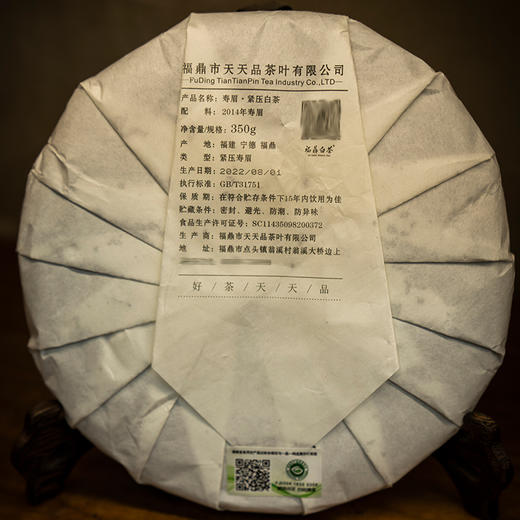 福鼎市天天品茶叶有限公司
FuDing TianTianPin Tea Industry Co.,LTD
产品名称：寿眉·紧压白茶
配 料：2014年寿眉
净含量/规格：350g
产 地：福建 宁德 福鼎
类 型：紧压寿眉
生产日期：2022/08/01
执行标准：GB/T31751
保 质 期：在符合贮存条件下15年内饮用为佳
贮藏条件：密封、避光、防潮、防异味
食品生产许可证号：SC11435098200372
生 产 商：福鼎市天天品茶叶有限公司
地 址：福鼎市点头镇翁溪村翁溪大桥边上
好 茶 天 天 品
福鼎白茶